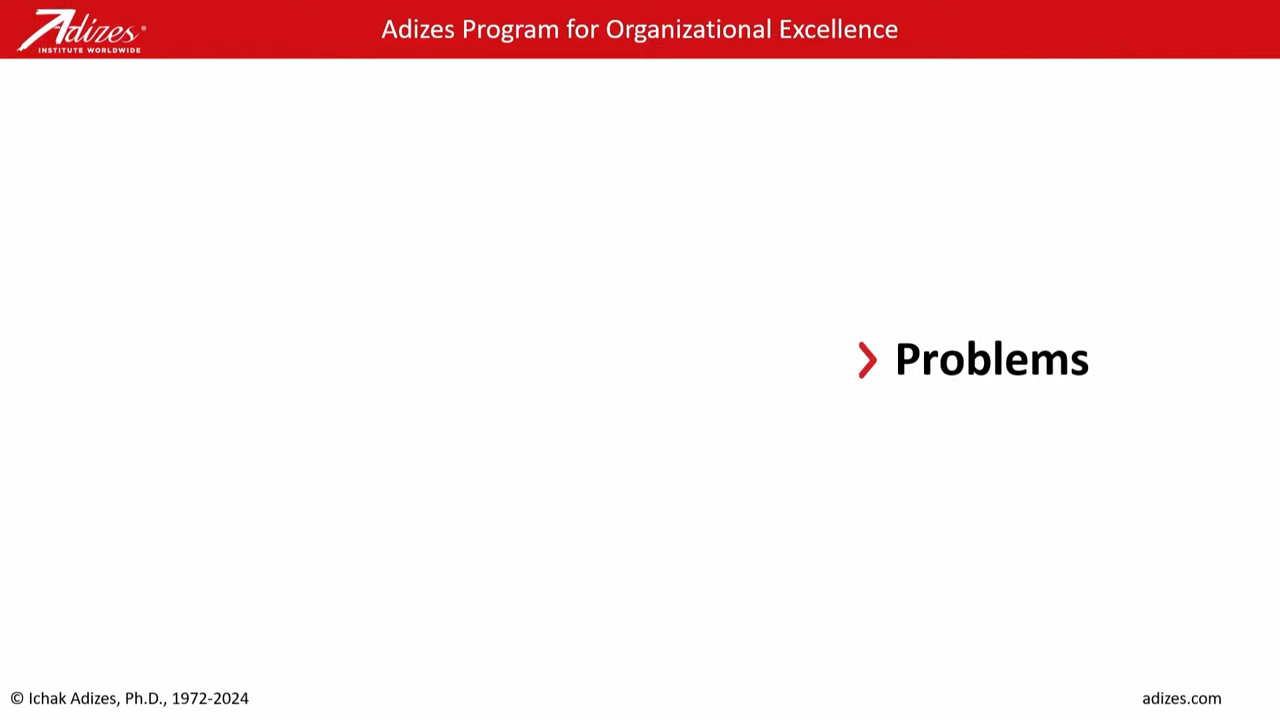 Adizes®
INSTITUTE WORLDWIDE
Adizes Program for Organizational Excellence
Problems
© Ichak Adizes, Ph.D., 1972-2024
adizes.com